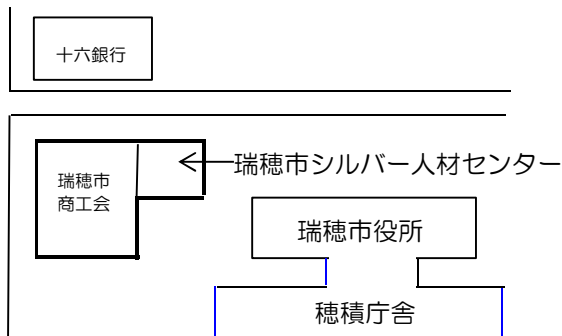 十六銀行
瑞穂市シルバー人材センター
瑞穂市
商工会
瑞穂市役所
穂積庁舎